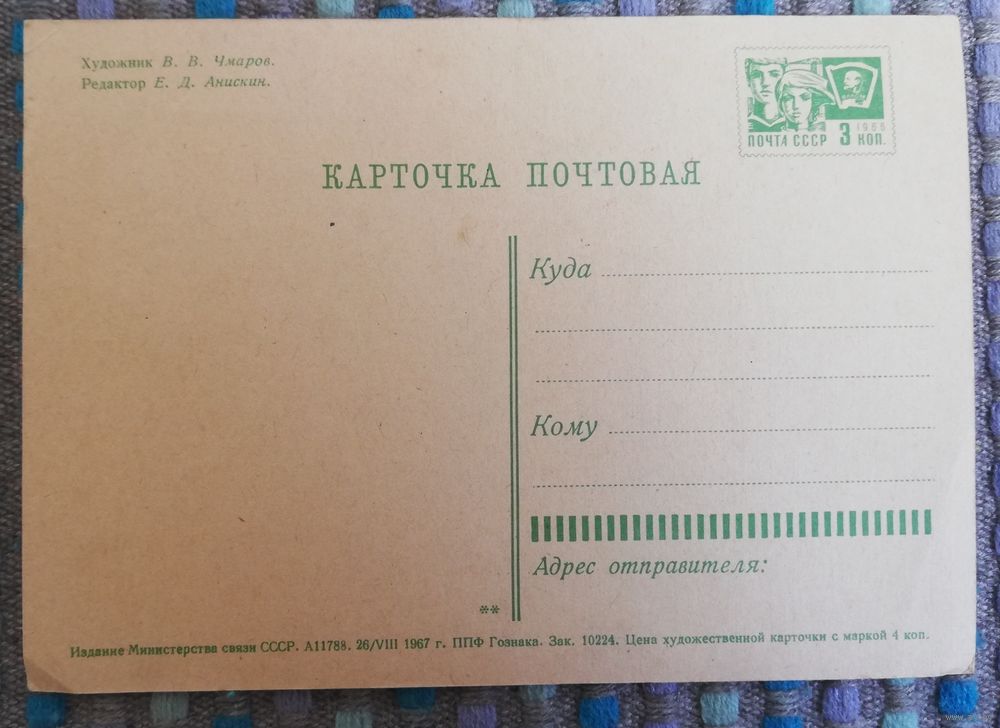 Художник В. В. Чмаров.
Редактор Е. Д. Анискин.
1966
ПОЧТА СССР 3 КОП.
КАРТОЧКА ПОЧТОВАЯ
Куда
Кому
Адрес отправителя:
**
Издание Министерства связи СССР. А11788. 26/VIII 1967 г. ППФ Гознака. Зак. 10224. Цена художественной карточки с маркой 4 коп.